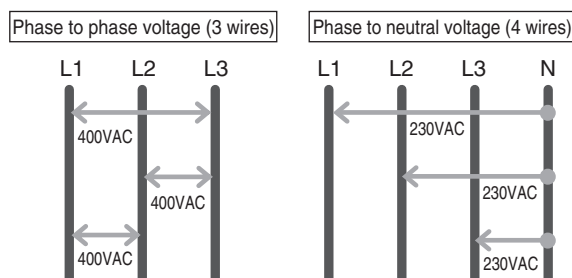 Phase to phase voltage (3 wires)
L1 L2 L3
400VAC
400VAC
400VAC
Phase to neutral voltage (4 wires)
L1 L2 L3 N
230VAC
230VAC
230VAC